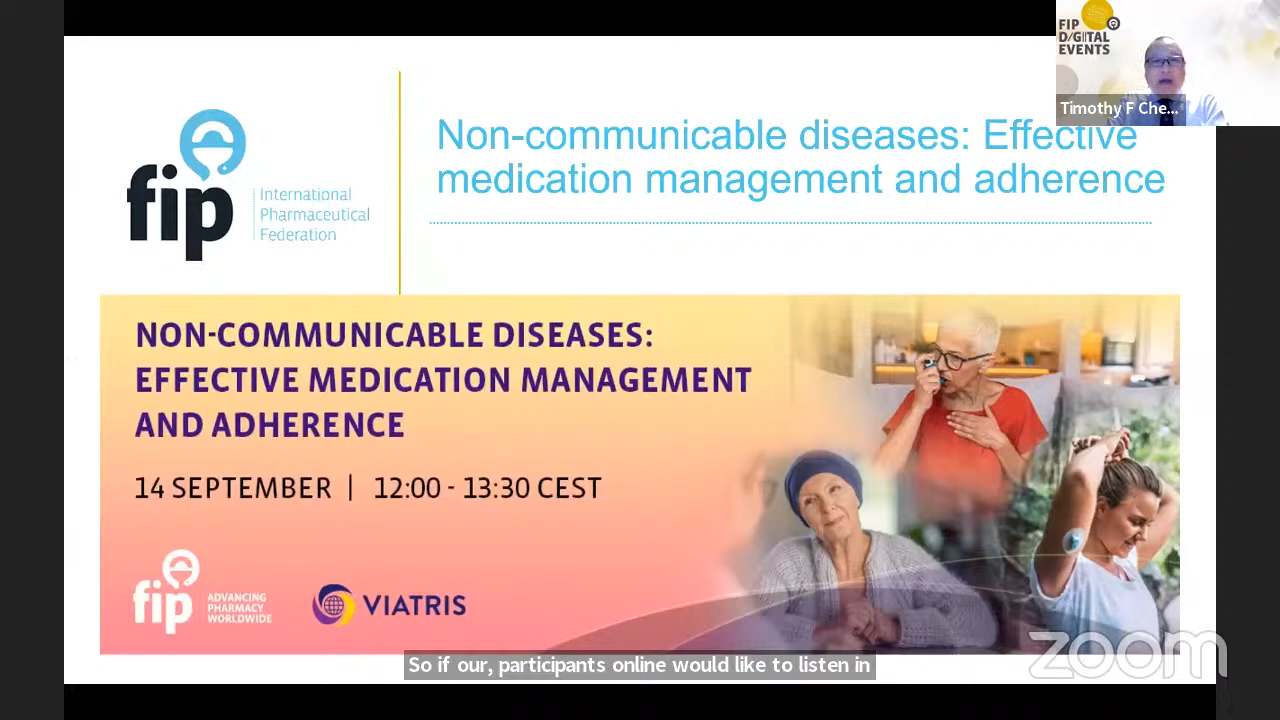 FIP
DIGITAL
EVENTS
Timothy F Che...
fip
International
Pharmaceutical
Federation
Non-communicable diseases: Effective
medication management and adherence
NON-COMMUNICABLE DISEASES:
EFFECTIVE MEDICATION MANAGEMENT
AND ADHERENCE
14 SEPTEMBER | 12:00 - 13:30 CEST
fip
ADVANCING
PHARMACY
WORLDWIDE
VIATRIS
zoom
So if our, participants online would like to listen in